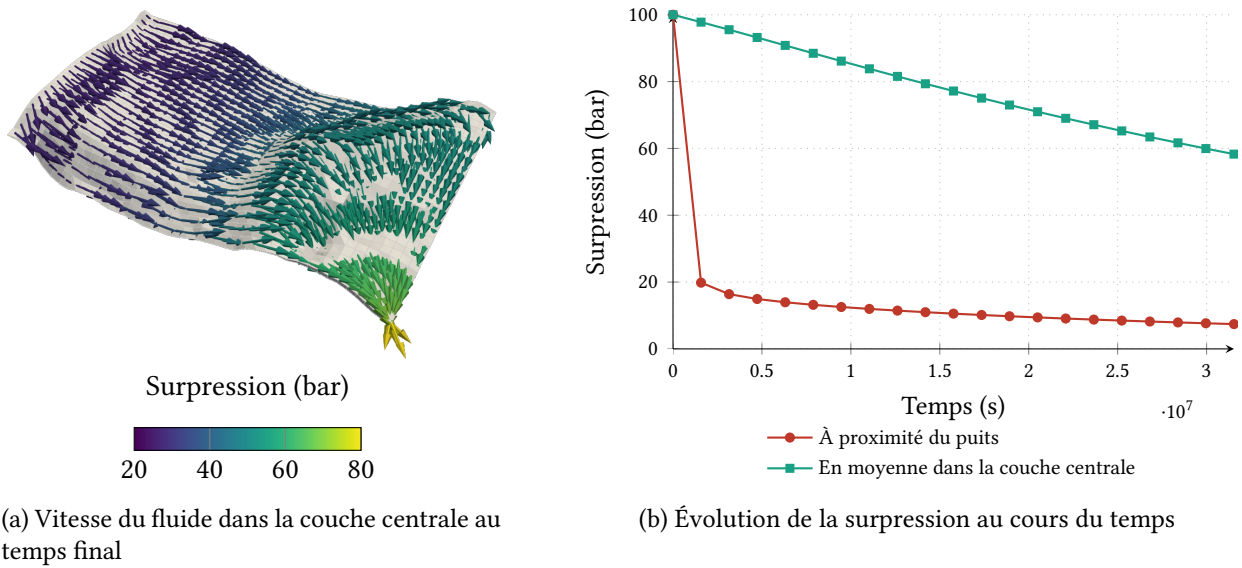 Surpression (bar)
20 40 60 80
(a) Vitesse du fluide dans la couche centrale au
temps final
100
80
60
40
20
0
Surpression (bar)
0 0.5 1 1.5 2 2.5 3
Temps (s)
·10⁷
À proximité du puits
En moyenne dans la couche centrale
(b) Évolution de la surpression au cours du temps